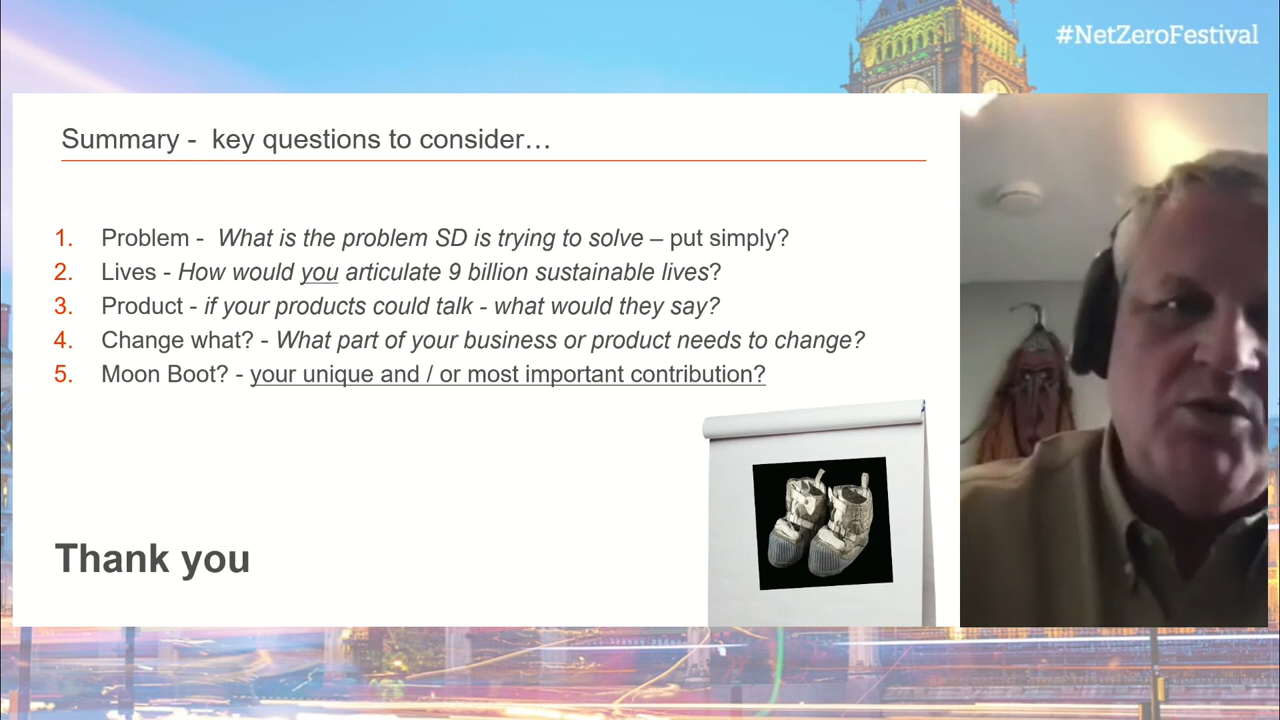 #NetZeroFestival
Summary - key questions to consider…
1. Problem - What is the problem SD is trying to solve – put simply?
2. Lives - How would you articulate 9 billion sustainable lives?
3. Product - if your products could talk - what would they say?
4. Change what? - What part of your business or product needs to change?
5. Moon Boot? - your unique and / or most important contribution?
Thank you